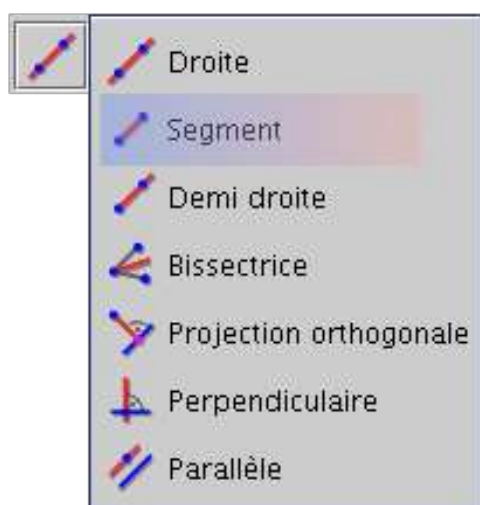 Droite
Segment
Demi droite
Bissectrice
Projection orthogonale
Perpendiculaire
Parallèle